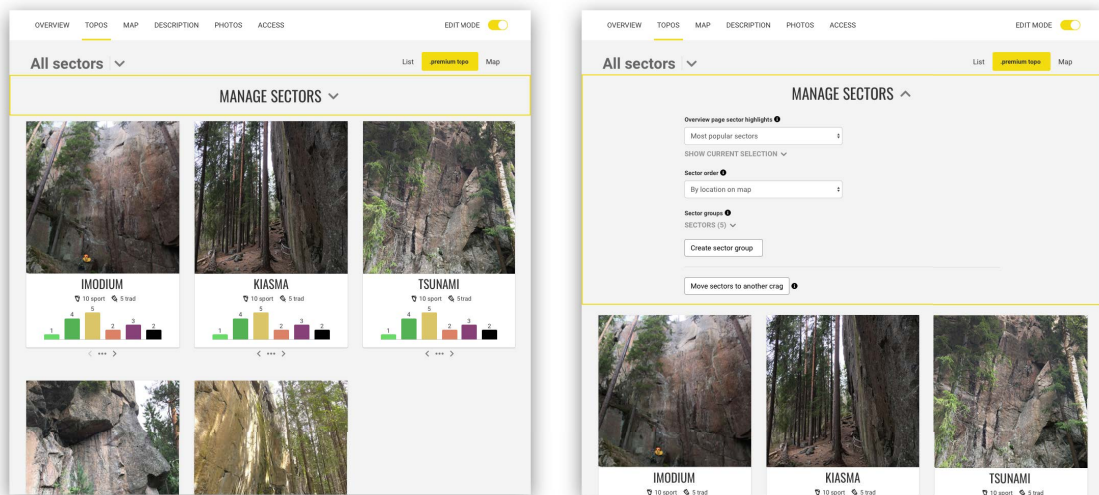 OVERVIEW TOPOS MAP DESCRIPTION PHOTOS ACCESS EDIT MODE
All sectors List .premium topo Map
MANAGE SECTORS
IMODIUM KIASMA TSUNAMI
10 sport 5 trad 10 sport 5 trad 10 sport 5 trad
1 4 5 2 3 2 1 4 5 2 3 2 1 4 5 2 3 2
OVERVIEW TOPOS MAP DESCRIPTION PHOTOS ACCESS EDIT MODE
All sectors List .premium topo Map
MANAGE SECTORS
Overview page sector highlights
Most popular sectors
SHOW CURRENT SELECTION
Sector order
By location on map
Sector groups
SECTORS (5)
Create sector group
Move sectors to another crag
IMODIUM KIASMA TSUNAMI
10 sport 5 trad 10 sport 5 trad 10 sport 5 trad